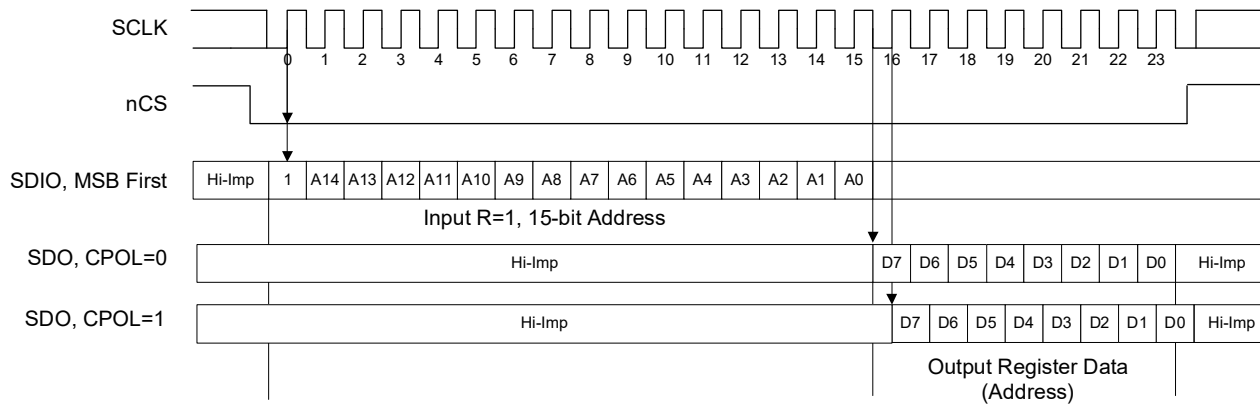 SCLK
0 1 2 3 4 5 6 7 8 9 10 11 12 13 14 15 16 17 18 19 20 21 22 23
nCS
SDIO, MSB First Hi-Imp 1 A14 A13 A12 A11 A10 A9 A8 A7 A6 A5 A4 A3 A2 A1 A0
Input R=1, 15-bit Address
SDO, CPOL=0 Hi-Imp D7 D6 D5 D4 D3 D2 D1 D0 Hi-Imp
SDO, CPOL=1 Hi-Imp D7 D6 D5 D4 D3 D2 D1 D0 Hi-Imp
Output Register Data
(Address)